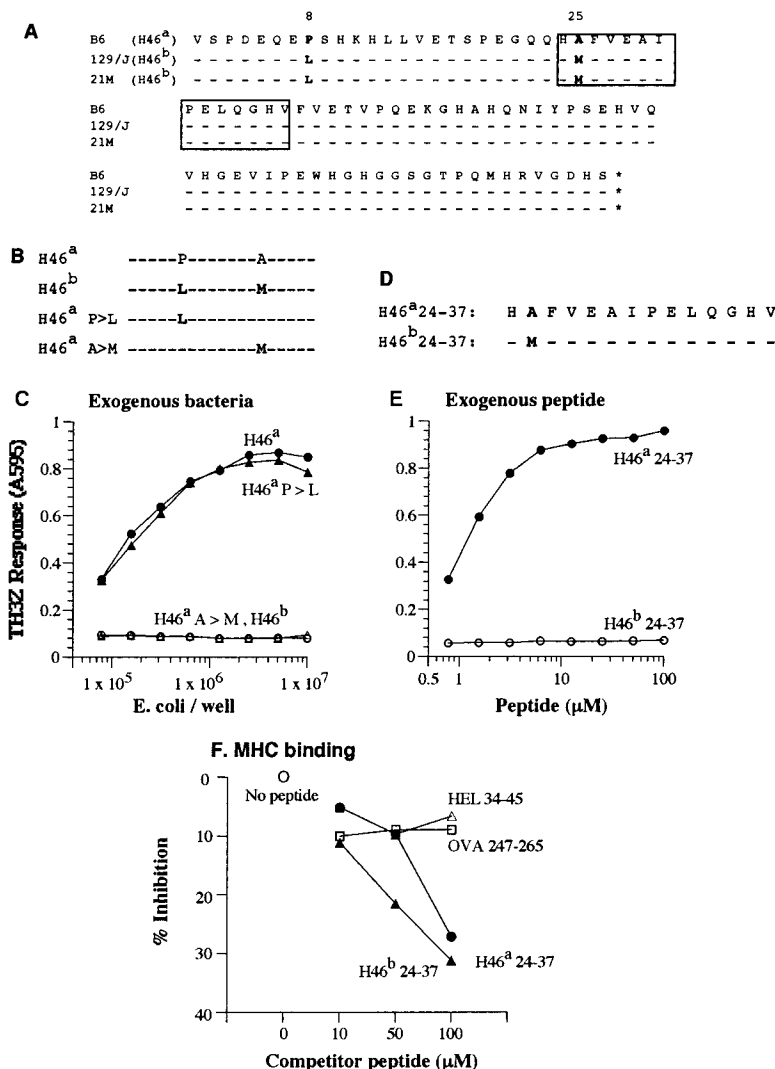 A
8 25
B6 (H46a) V S P D E Q E P S H K H L L V E T S P E G Q Q H A F V E A I
129/J(H46b) - - - - - - - L - - - - - - - - - - - - - - - - M - - - - -
21M (H46b) - - - - - - - L - - - - - - - - - - - - - - - - M - - - - -
B6 P E L Q G H V F V E T V P Q E K G H A H Q N I Y P S E H V Q
129/J - - - - - - - - - - - - - - - - - - - - - - - - - - - - - -
21M - - - - - - - - - - - - - - - - - - - - - - - - - - - - - -
B6 V H G E V I P E W H G H G G S G T P Q M H R V G D H S *
129/J - - - - - - - - - - - - - - - - - - - - - - - - - - - *
21M - - - - - - - - - - - - - - - - - - - - - - - - - - - *
B
H46a -----P-------A-----
H46b -----L-------M-----
H46a P>L -----L-------------
H46a A>M -------------M-----
D
H46a24-37: H A F V E A I P E L Q G H V
H46b24-37: - M - - - - - - - - - - - -
C Exogenous bacteria
TH3Z Response (A595)
1
0.8
0.6
0.4
0.2
0
H46a
H46a P > L
H46a A > M , H46b
1 x 10^5 1 x 10^6 1 x 10^7
E. coli / well
E Exogenous peptide
1
0.8
0.6
0.4
0.2
0
H46a 24-37
H46b 24-37
0.5 1 10 100
Peptide (µM)
F. MHC binding
% Inhibition
0
10
20
30
40
No peptide
HEL 34-45
OVA 247-265
H46b 24-37
H46a 24-37
0 10 50 100
Competitor peptide (µM)